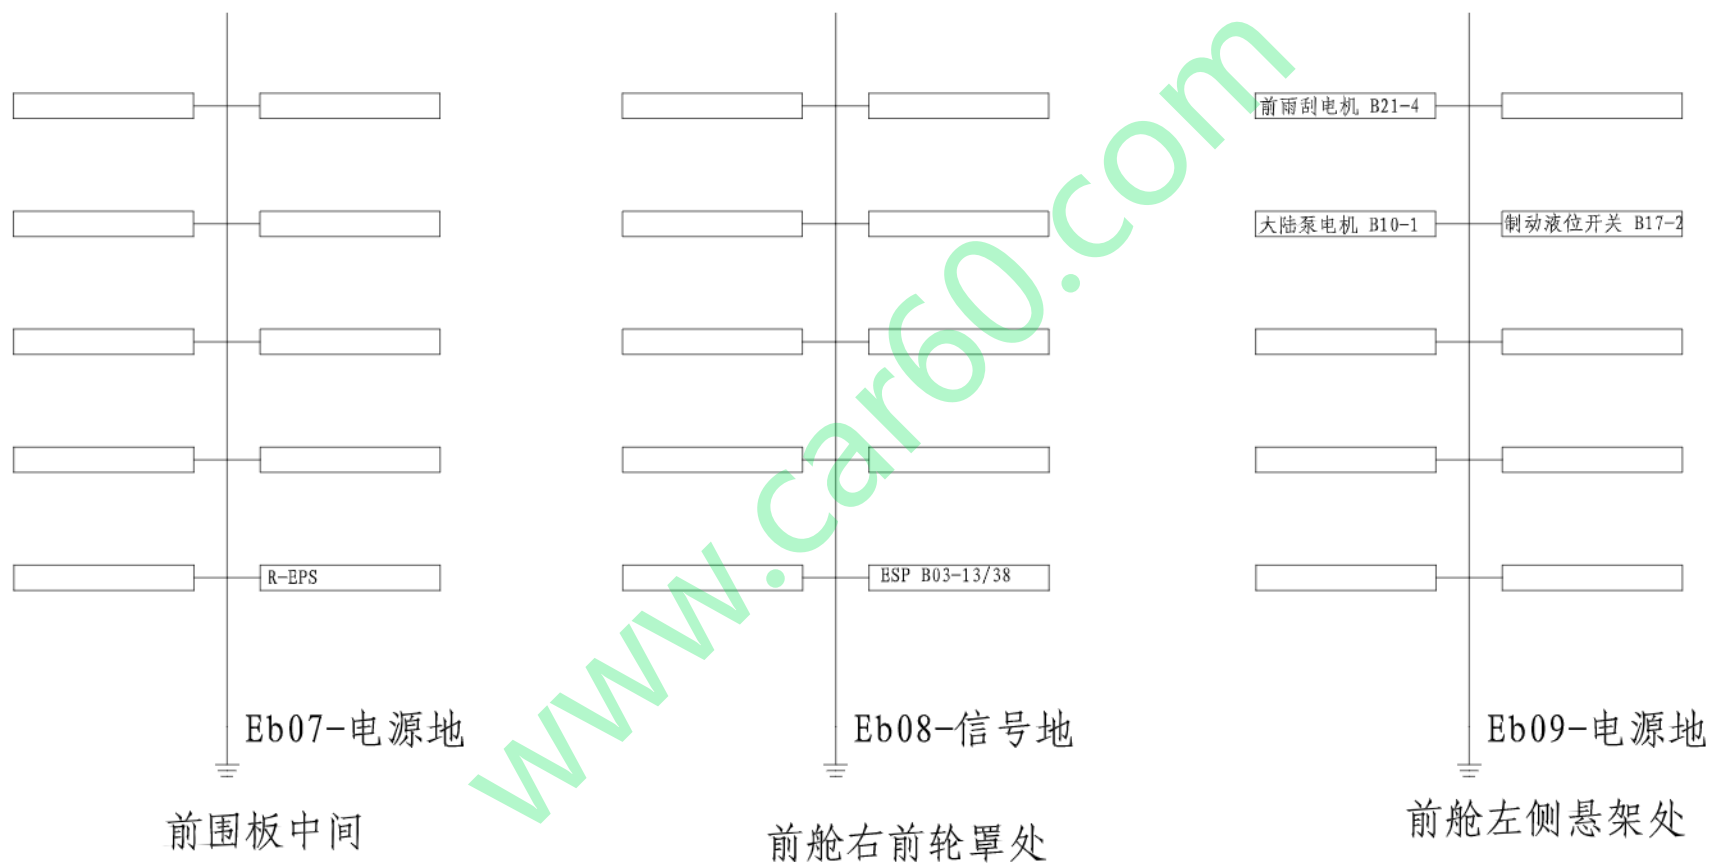 前雨刮电机 B21-4
大陆泵电机 B10-1
制动液位开关 B17-2
R-EPS
ESP B03-13/38
Eb07-电源地
Eb08-信号地
Eb09-电源地
前围板中间
前舱右前轮罩处
前舱左侧悬架处
www.car60.com